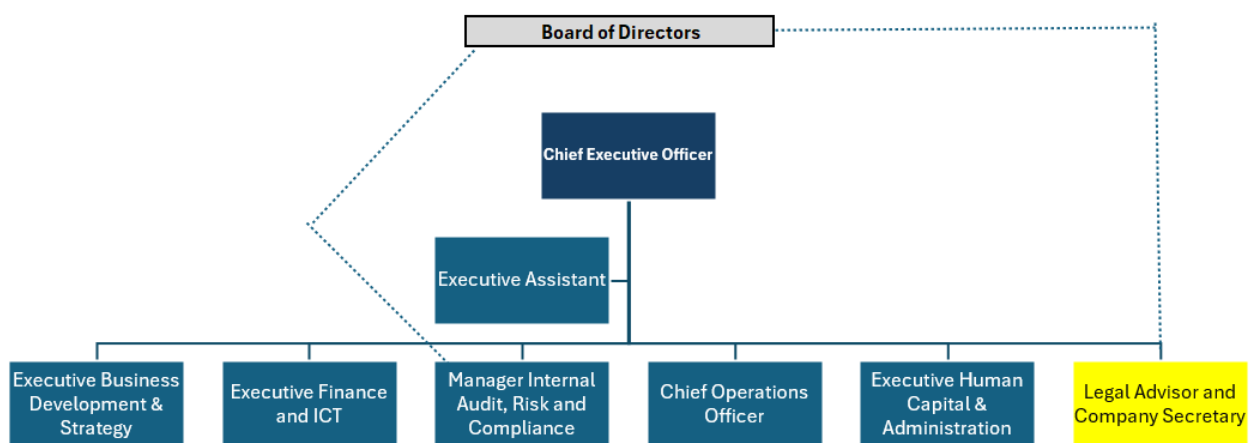 Board of Directors
Chief Executive Officer
Executive Assistant
Executive Business
Development &
Strategy
Executive Finance
and ICT
Manager Internal
Audit, Risk and
Compliance
Chief Operations
Officer
Executive Human
Capital &
Administration
Legal Advisor and
Company Secretary